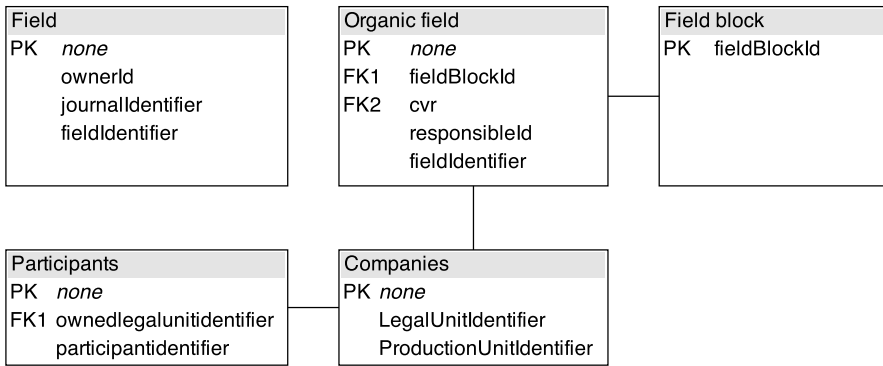 Field
PK none
ownerId
journalIdentifier
fieldIdentifier
Organic field
PK none
FK1 fieldBlockId
FK2 cvr
responsibleId
fieldIdentifier
Field block
PK fieldBlockId
Participants
PK none
FK1 ownedlegalunitidentifier
participantidentifier
Companies
PK none
LegalUnitIdentifier
ProductionUnitIdentifier